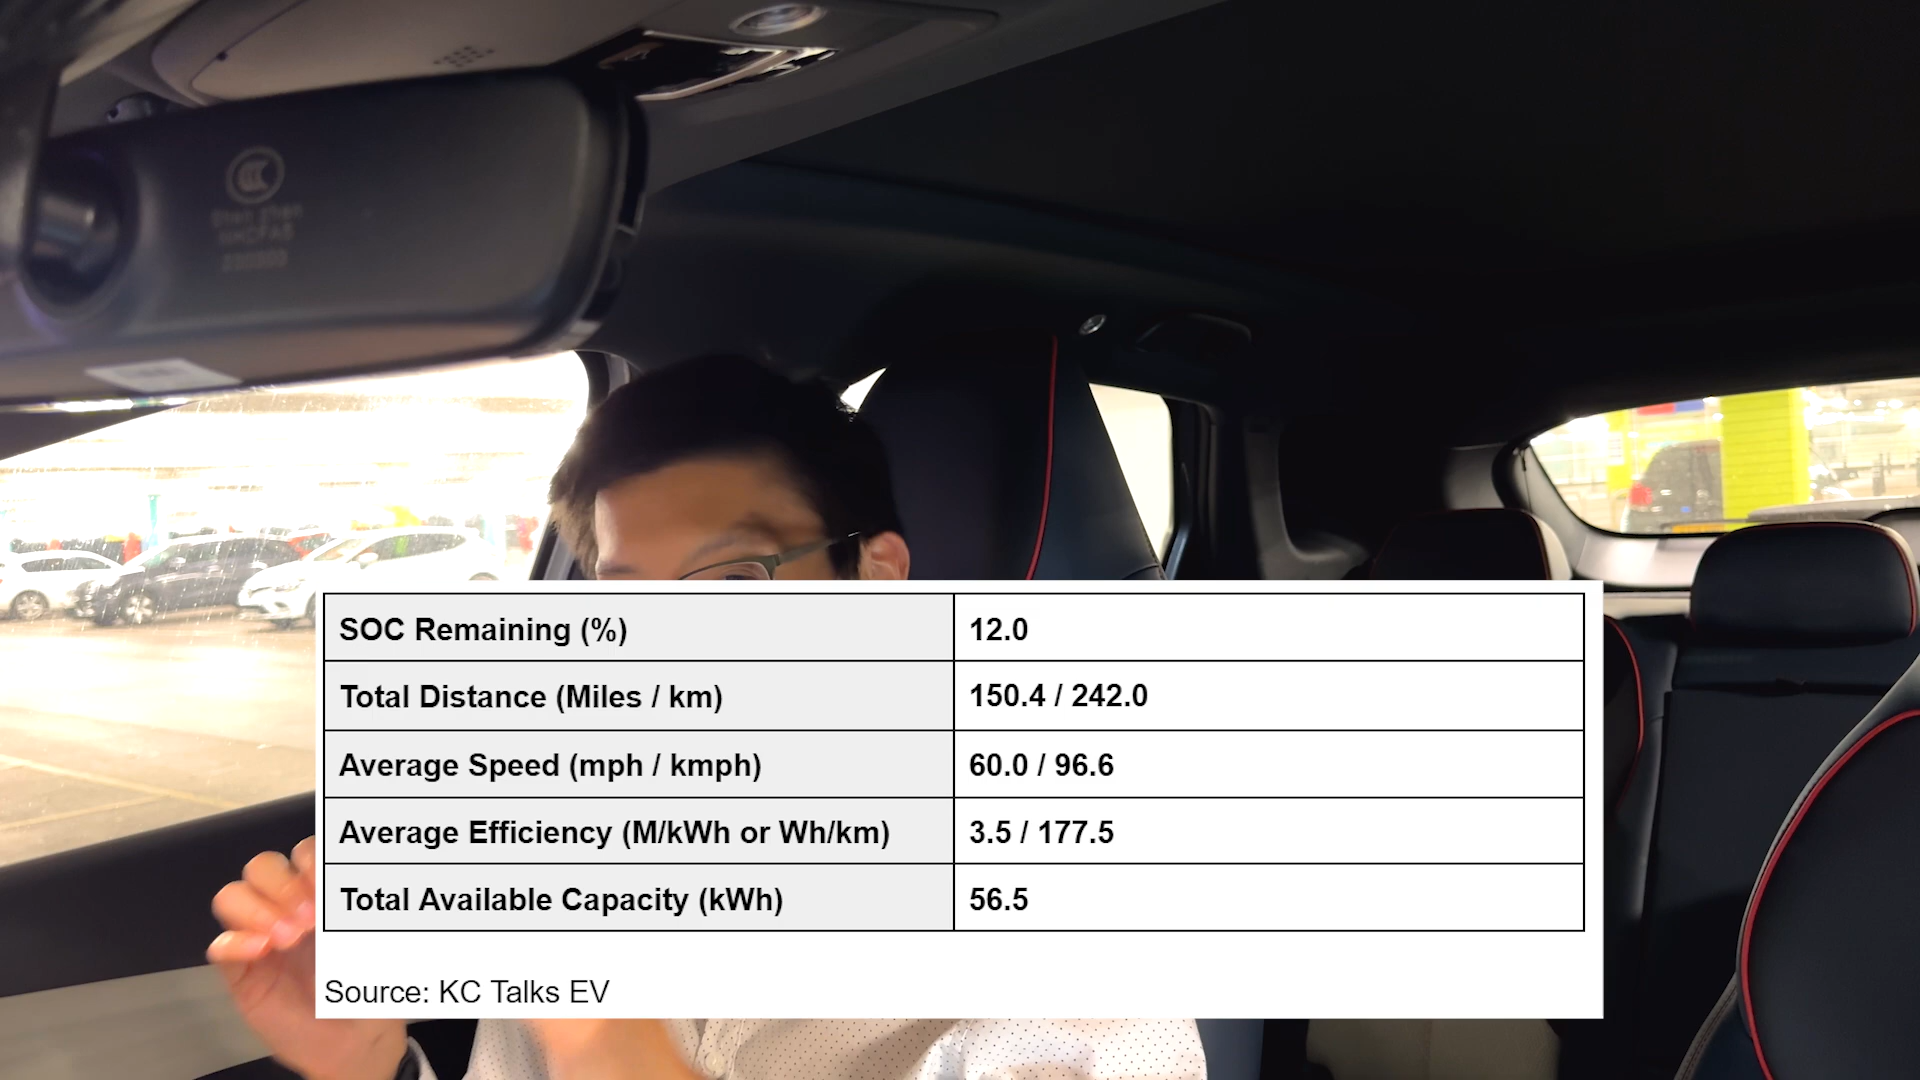 SOC Remaining (%) 12.0
Total Distance (Miles / km) 150.4 / 242.0
Average Speed (mph / kmph) 60.0 / 96.6
Average Efficiency (M/kWh or Wh/km) 3.5 / 177.5
Total Available Capacity (kWh) 56.5
Source: KC Talks EV